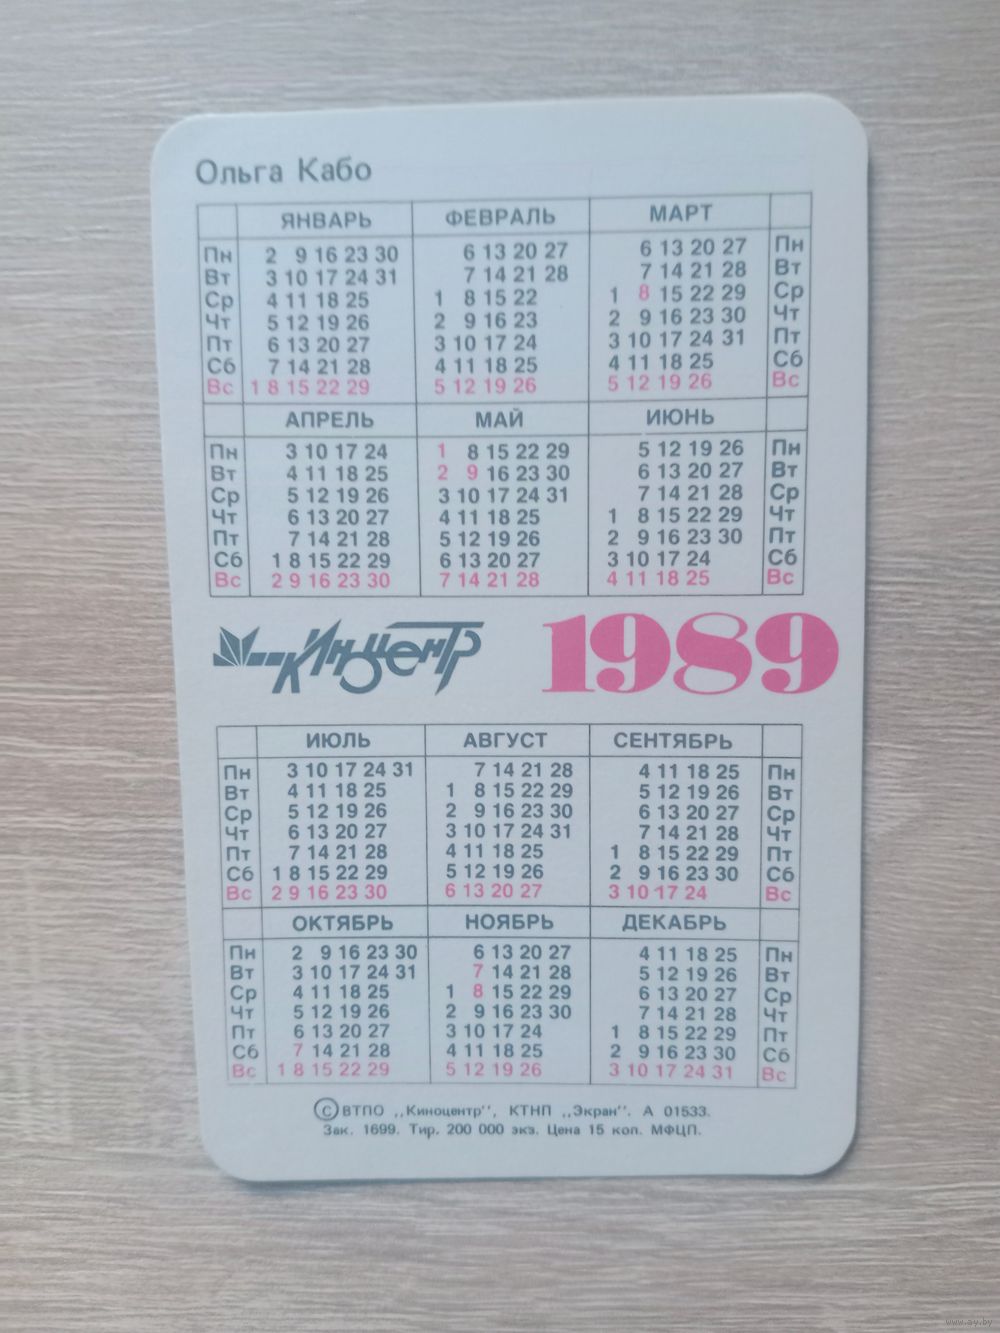 Ольга Кабо
ЯНВАРЬ ФЕВРАЛЬ МАРТ
Пн 2 9 16 23 30 6 13 20 27 6 13 20 27 Пн
Вт 3 10 17 24 31 7 14 21 28 7 14 21 28 Вт
Ср 4 11 18 25 1 8 15 22 1 8 15 22 29 Ср
Чт 5 12 19 26 2 9 16 23 2 9 16 23 30 Чт
Пт 6 13 20 27 3 10 17 24 3 10 17 24 31 Пт
Сб 7 14 21 28 4 11 18 25 4 11 18 25 Сб
Вс 1 8 15 22 29 5 12 19 26 5 12 19 26 Вс
АПРЕЛЬ МАЙ ИЮНЬ
Пн 3 10 17 24 1 8 15 22 29 5 12 19 26 Пн
Вт 4 11 18 25 2 9 16 23 30 6 13 20 27 Вт
Ср 5 12 19 26 3 10 17 24 31 7 14 21 28 Ср
Чт 6 13 20 27 4 11 18 25 1 8 15 22 29 Чт
Пт 7 14 21 28 5 12 19 26 2 9 16 23 30 Пт
Сб 1 8 15 22 29 6 13 20 27 3 10 17 24 Сб
Вс 2 9 16 23 30 7 14 21 28 4 11 18 25 Вс
Киноцентр 1989
ИЮЛЬ АВГУСТ СЕНТЯБРЬ
Пн 3 10 17 24 31 7 14 21 28 4 11 18 25 Пн
Вт 4 11 18 25 1 8 15 22 29 5 12 19 26 Вт
Ср 5 12 19 26 2 9 16 23 30 6 13 20 27 Ср
Чт 6 13 20 27 3 10 17 24 31 7 14 21 28 Чт
Пт 7 14 21 28 4 11 18 25 1 8 15 22 29 Пт
Сб 1 8 15 22 29 5 12 19 26 2 9 16 23 30 Сб
Вс 2 9 16 23 30 6 13 20 27 3 10 17 24 Вс
ОКТЯБРЬ НОЯБРЬ ДЕКАБРЬ
Пн 2 9 16 23 30 6 13 20 27 4 11 18 25 Пн
Вт 3 10 17 24 31 7 14 21 28 5 12 19 26 Вт
Ср 4 11 18 25 1 8 15 22 29 6 13 20 27 Ср
Чт 5 12 19 26 2 9 16 23 30 7 14 21 28 Чт
Пт 6 13 20 27 3 10 17 24 1 8 15 22 29 Пт
Сб 7 14 21 28 4 11 18 25 2 9 16 23 30 Сб
Вс 1 8 15 22 29 5 12 19 26 3 10 17 24 31 Вс
© ВТПО ,,Киноцентр'', КТНП ,,Экран''. А 01533.
Зак. 1699. Тир. 200 000 экз. Цена 15 коп. МФЦП.
www.ay.by